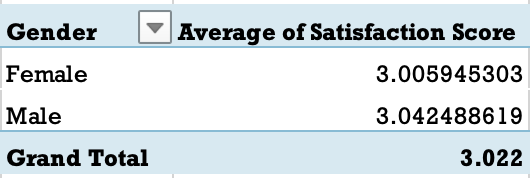 Gender Average of Satisfaction Score
Female 3.005945303
Male 3.042488619
Grand Total 3.022